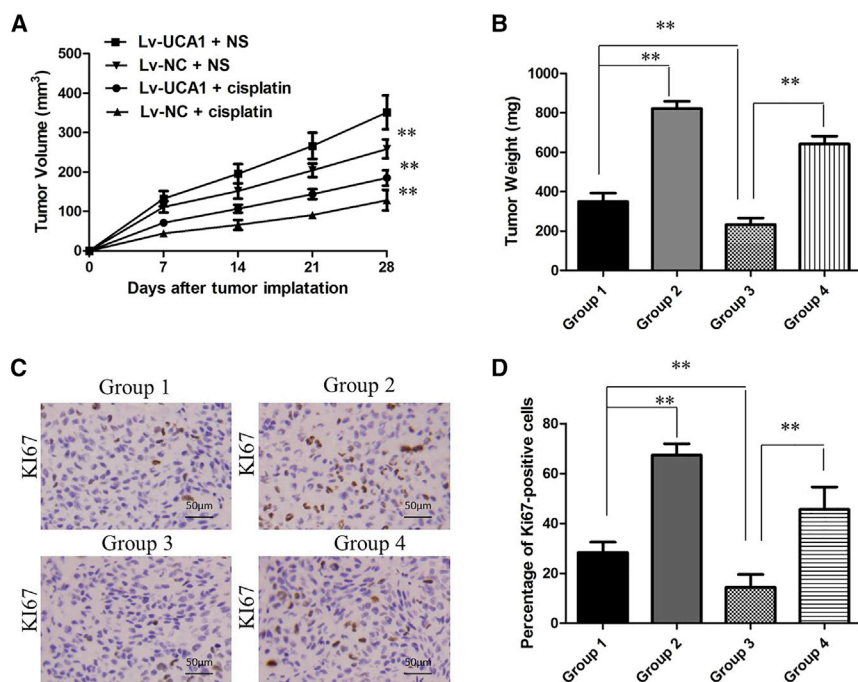 A
Lv-UCA1 + NS
Lv-NC + NS
Lv-UCA1 + cisplatin
Lv-NC + cisplatin
Tumor Volume (mm³)
500
400
300
200
100
0
**
**
**
0 7 14 21 28
Days after tumor implatation
B
**
**
**
Tumor Weight (mg)
1000
800
600
400
200
0
Group 1
Group 2
Group 3
Group 4
C
Group 1
KI67
50μm
Group 2
KI67
50μm
Group 3
KI67
50μm
Group 4
KI67
50μm
D
**
**
**
Percentage of Ki67-positive cells
80
60
40
20
0
Group 1
Group 2
Group 3
Group 4